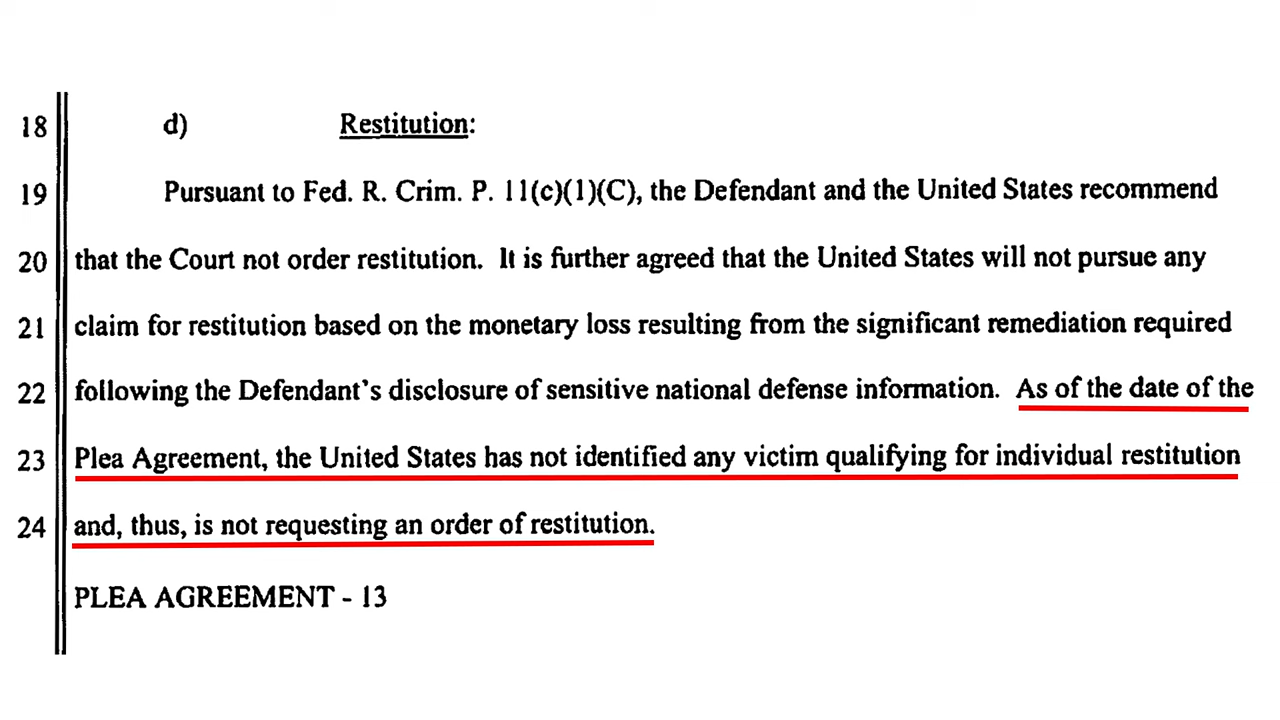 18 d) Restitution:
19 Pursuant to Fed. R. Crim. P. 11(c)(1)(C), the Defendant and the United States recommend
20 that the Court not order restitution. It is further agreed that the United States will not pursue any
21 claim for restitution based on the monetary loss resulting from the significant remediation required
22 following the Defendant's disclosure of sensitive national defense information. As of the date of the
23 Plea Agreement, the United States has not identified any victim qualifying for individual restitution
24 and, thus, is not requesting an order of restitution.
PLEA AGREEMENT - 13